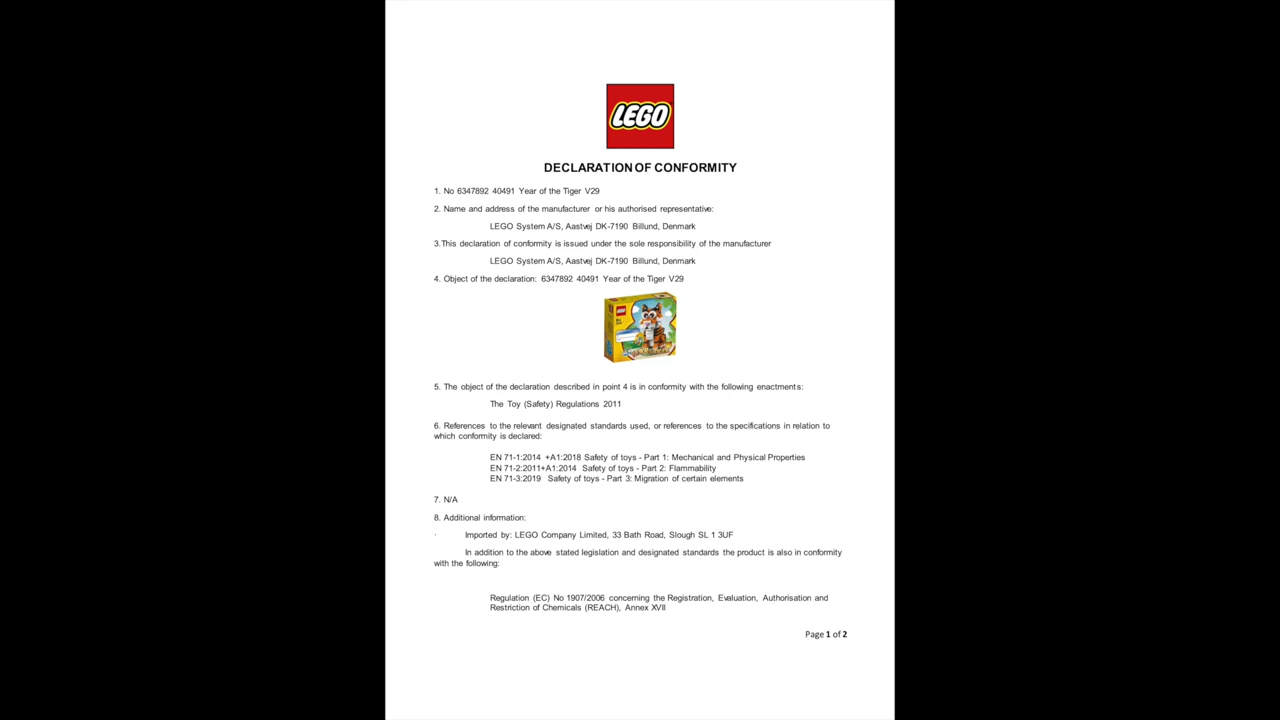 LEGO
DECLARATION OF CONFORMITY
1. No 6347892 40491 Year of the Tiger V29
2. Name and address of the manufacturer or his authorised representative:
LEGO System A/S, Aastvej DK-7190 Billund, Denmark
3.This declaration of conformity is issued under the sole responsibility of the manufacturer
LEGO System A/S, Aastvej DK-7190 Billund, Denmark
4. Object of the declaration: 6347892 40491 Year of the Tiger V29
LEGO
5. The object of the declaration described in point 4 is in conformity with the following enactments:
The Toy (Safety) Regulations 2011
6. References to the relevant designated standards used, or references to the specifications in relation to
which conformity is declared:
EN 71-1:2014 +A1:2018 Safety of toys - Part 1: Mechanical and Physical Properties
EN 71-2:2011+A1:2014 Safety of toys - Part 2: Flammability
EN 71-3:2019 Safety of toys - Part 3: Migration of certain elements
7. N/A
8. Additional information:
· Imported by: LEGO Company Limited, 33 Bath Road, Slough SL 1 3UF
In addition to the above stated legislation and designated standards the product is also in conformity
with the following:
Regulation (EC) No 1907/2006 concerning the Registration, Evaluation, Authorisation and
Restriction of Chemicals (REACH), Annex XVII
Page 1 of 2